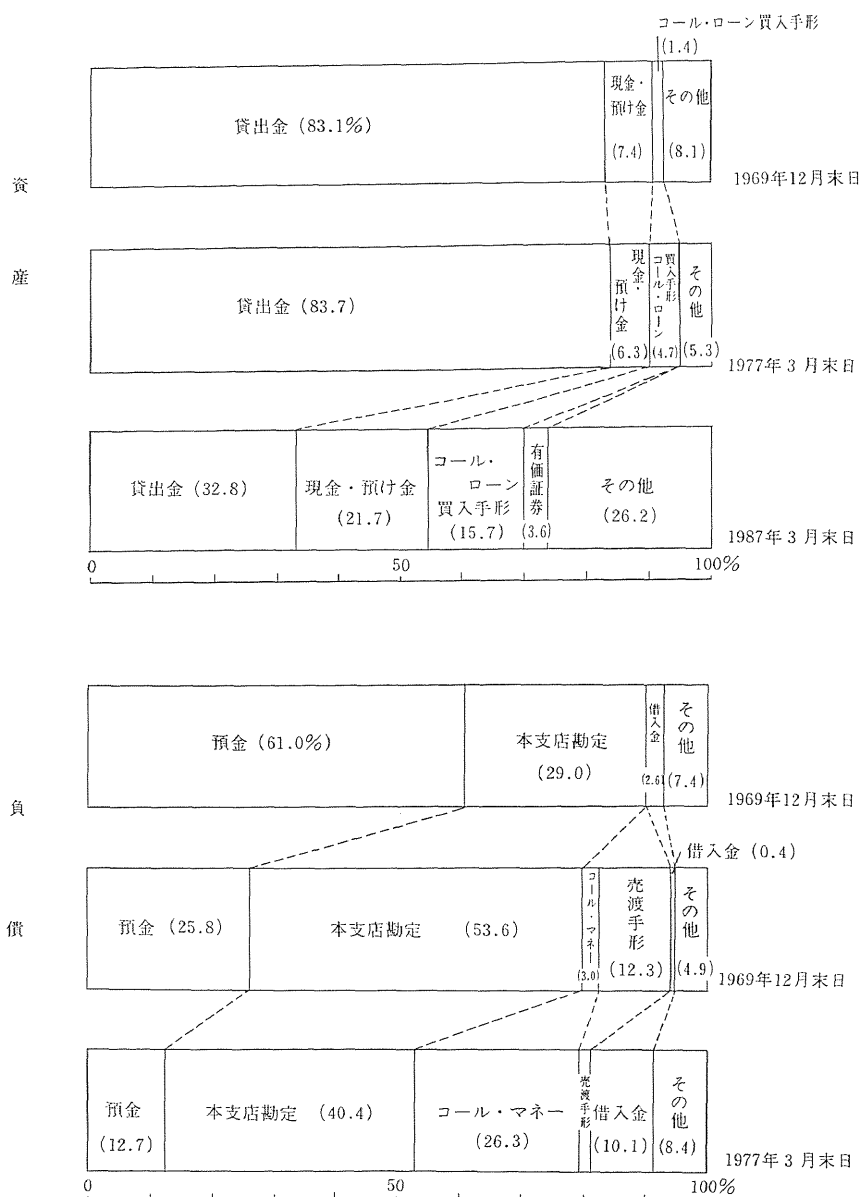 コール・ローン買入手形
(1.4)
貸出金 (83.1%)
現金・
預け金
(7.4)
その他
(8.1)
1969年12月末日
資
産
貸出金 (83.7)
現金・
預け金
(6.3)
買入手形
コール・ローン
(4.7)
その他
(5.3)
1977年3月末日
貸出金 (32.8)
現金・預け金
(21.7)
コール・
ローン
買入手形
(15.7)
有価証券
(3.6)
その他
(26.2)
1987年3月末日
0 50 100%
預金 (61.0%)
本支店勘定
(29.0)
借入金
(2.6)
その他
(7.4)
1969年12月末日
負
債
借入金 (0.4)
預金 (25.8)
本支店勘定 (53.6)
コール・マネー
(3.0)
売渡手形
(12.3)
その他
(4.9)
1969年12月末日
預金
(12.7)
本支店勘定 (40.4)
コール・マネー
(26.3)
売渡手形
借入金
(10.1)
その他
(8.4)
1977年3月末日
0 50 100%